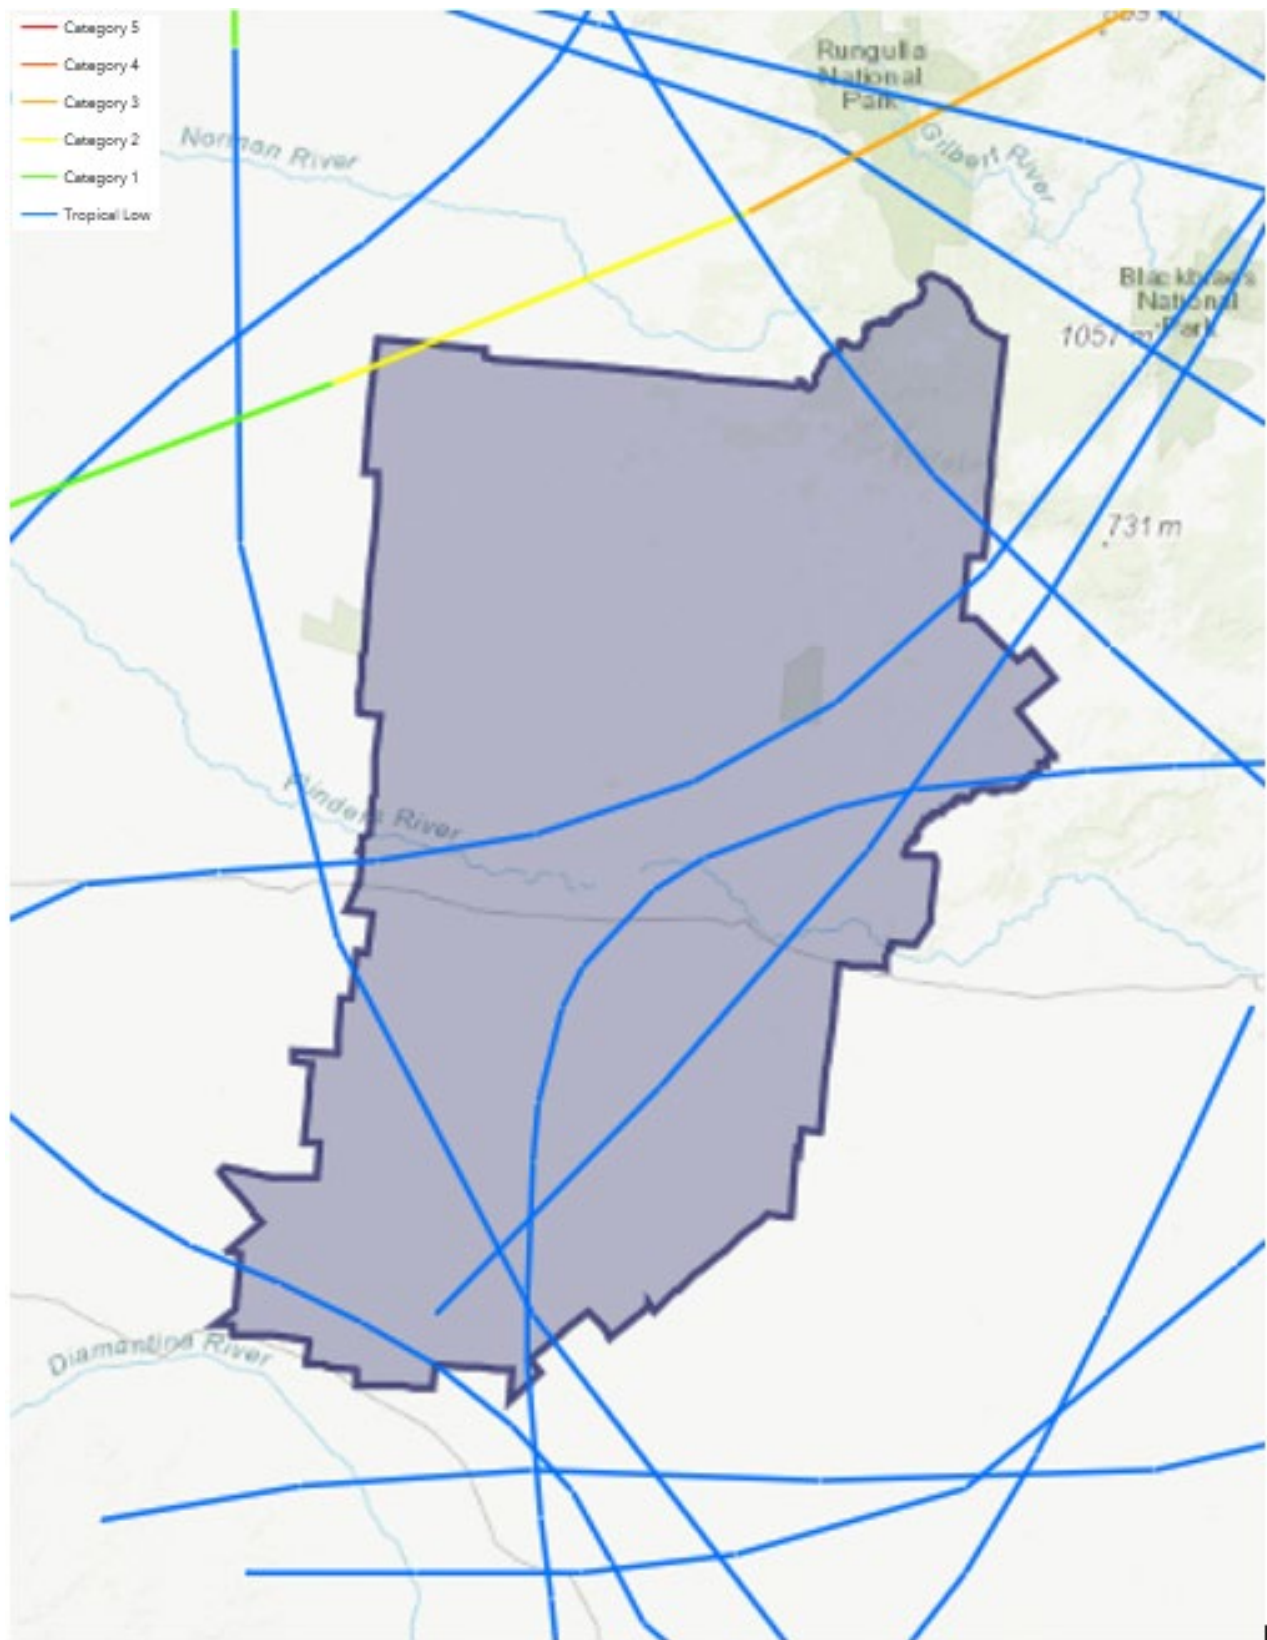 Category 5
Category 4
Category 3
Category 2
Category 1
Tropical Low
Rungulla
National
Park
Norman River
Gilbert River
Blackbraes
National
Park
1057 m
731 m
Flinders River
Diamantina River